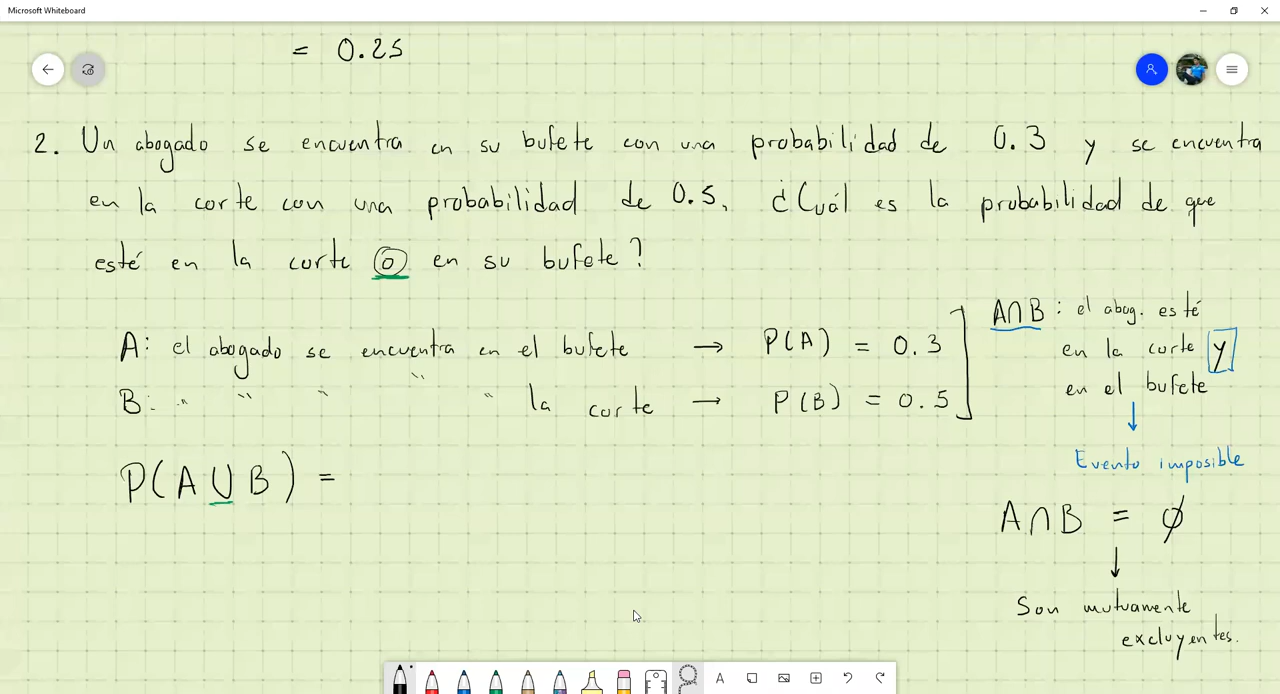 Microsoft Whiteboard
= 0.25
2. Un abogado se encuentra en su bufete con una probabilidad de 0.3 y se encuentra
en la corte con una probabilidad de 0.5. ¿Cuál es la probabilidad de que
esté en la corte o en su bufete?
A: el abogado se encuentra en el bufete → P(A) = 0.3
B: " " " " " la corte → P(B) = 0.5
A∩B : el abog. esté
en la corte y
en el bufete
↓
Evento imposible
P(A∪B) =
A∩B = ∅
↓
Son mutuamente
excluyentes.